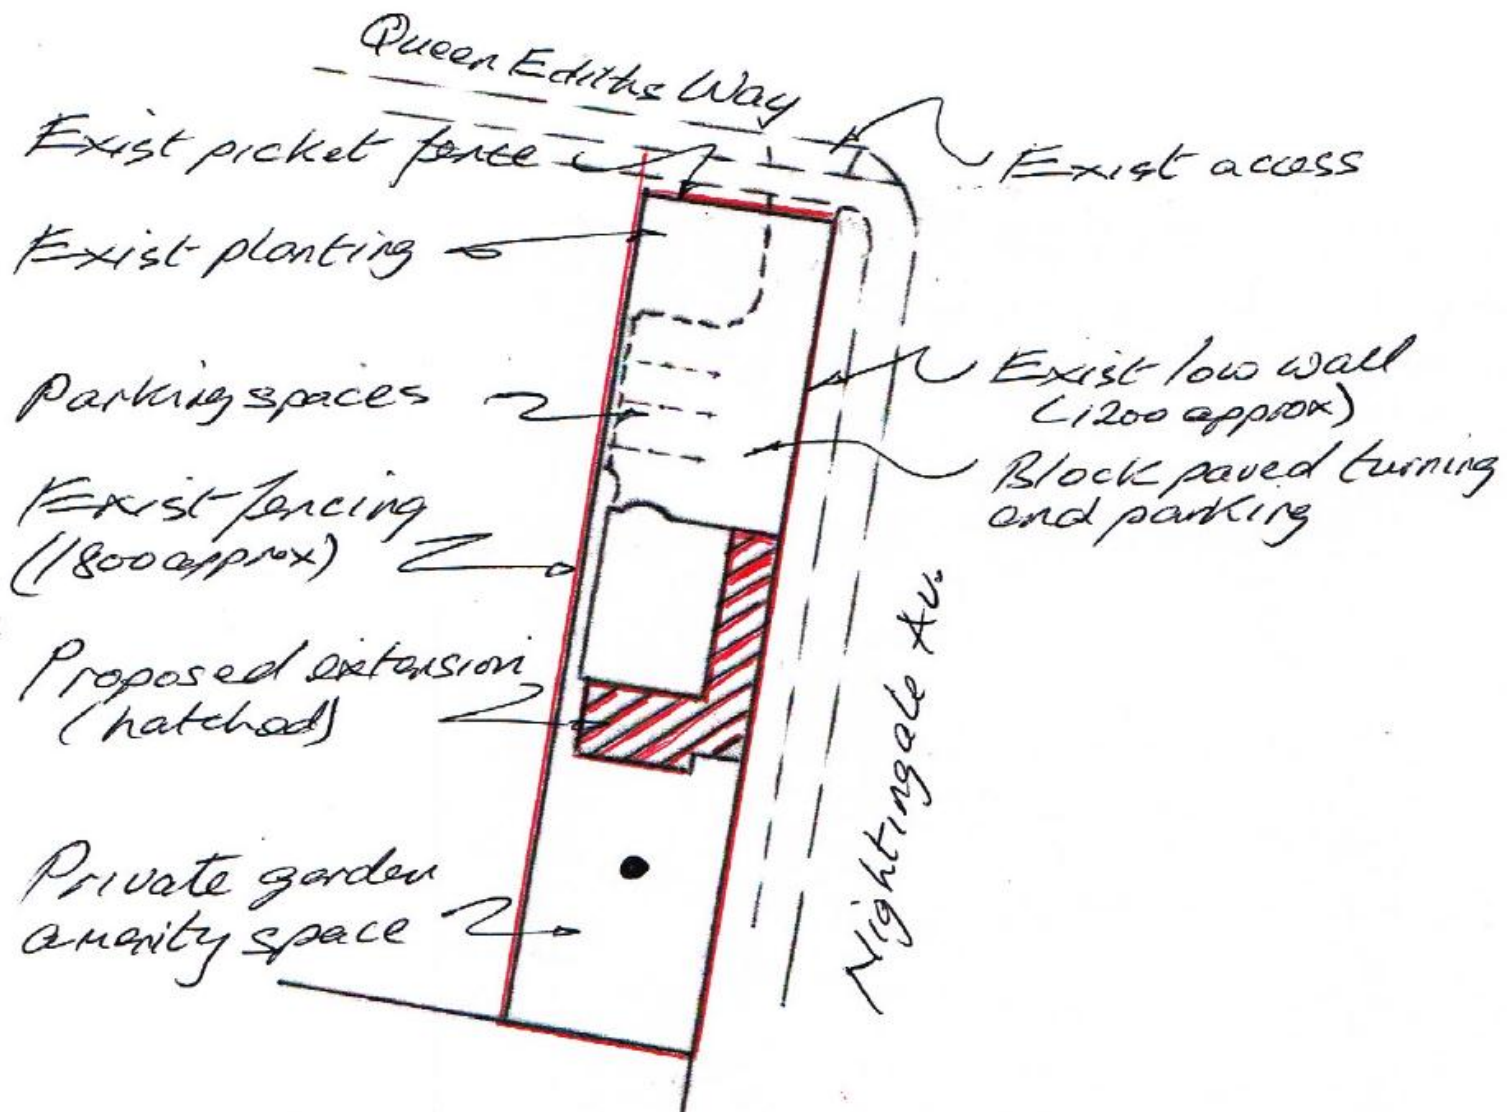 Queen Ediths Way
Exist picket fence
Exist access
Exist planting
Parking spaces
Exist low wall
(1200 approx)
Block paved turning
and parking
Exist fencing
(1800 approx)
Proposed extension
(hatched)
Nightingale Av.
Private garden
amenity space